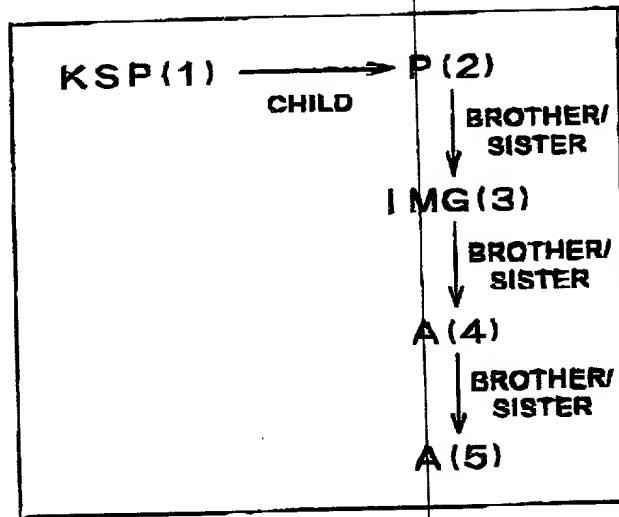 KSP(1) P(2)
CHILD
BROTHER/
SISTER
IMG(3)
BROTHER/
SISTER
A(4)
BROTHER/
SISTER
A(5)